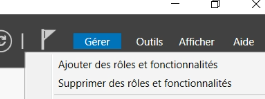 Gérer Outils Afficher Aide
Ajouter des rôles et fonctionnalités
Supprimer des rôles et fonctionnalités